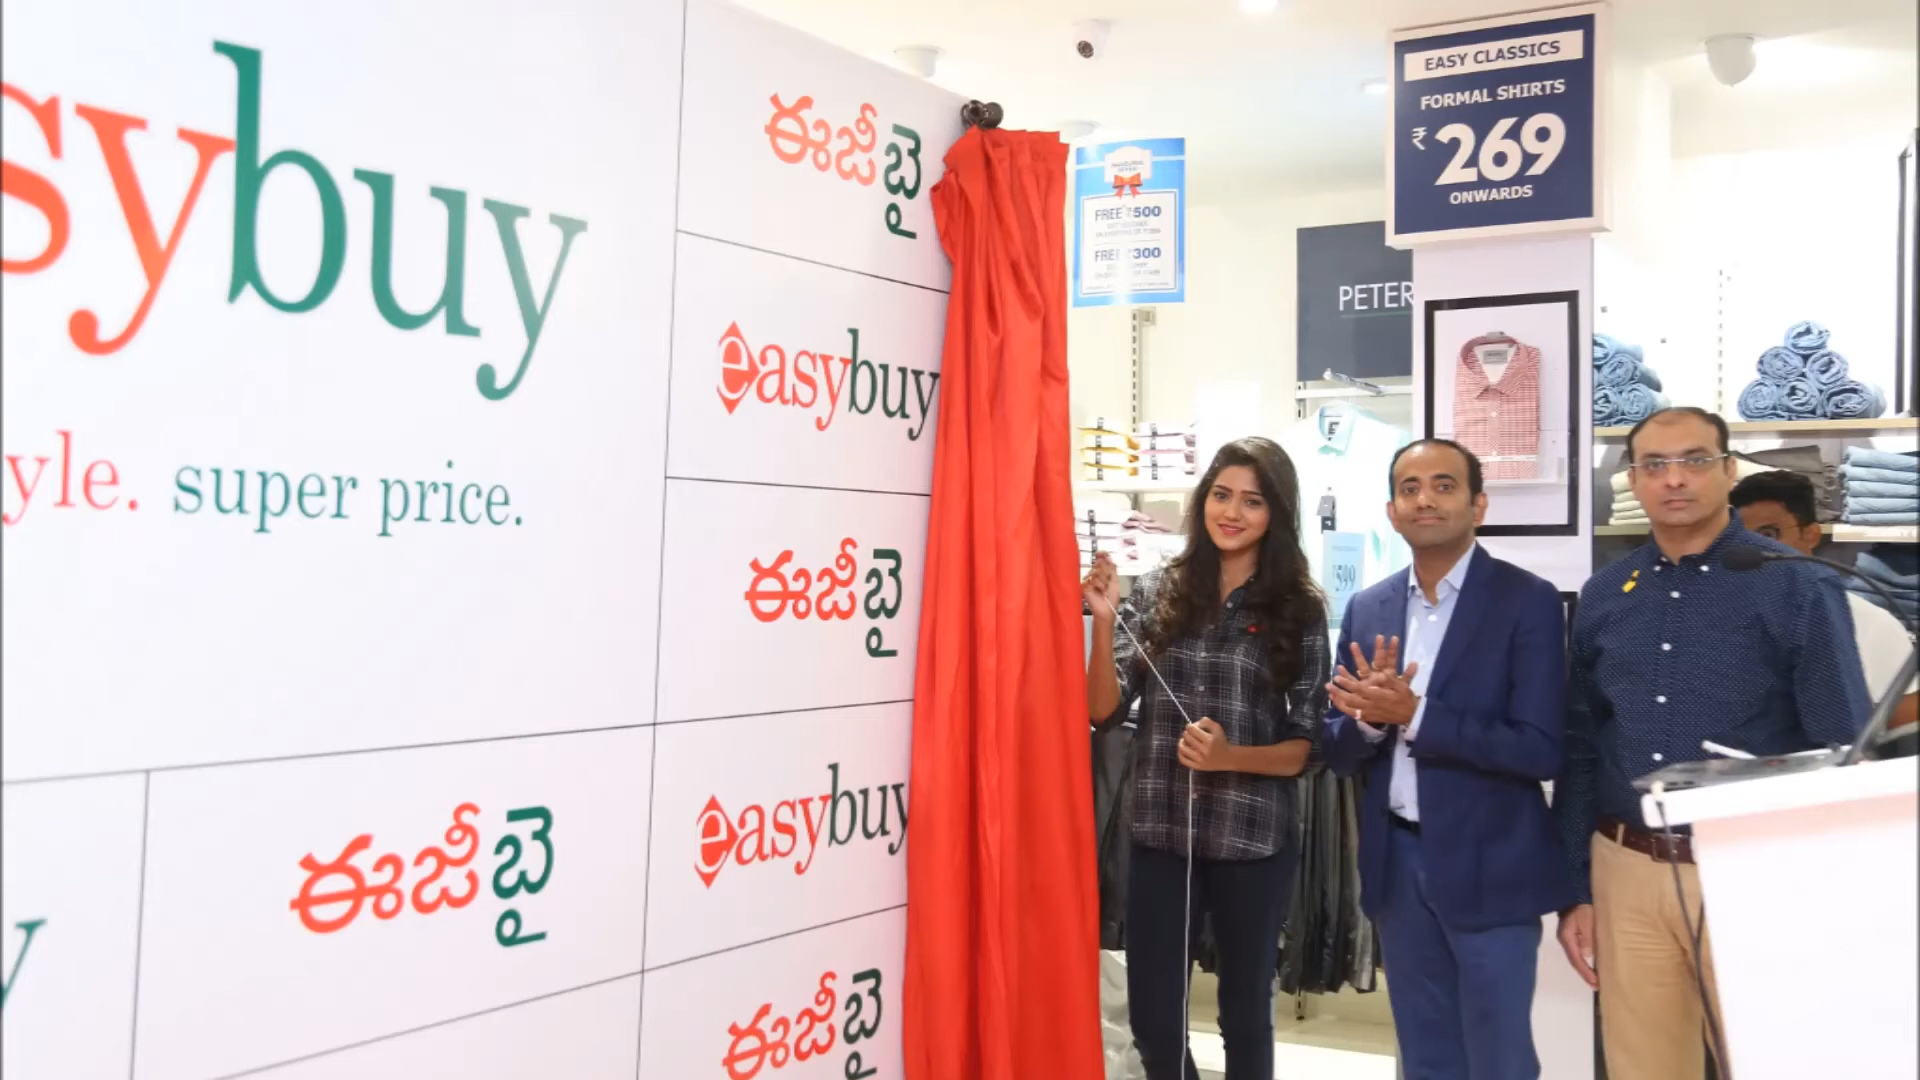 sybuy
yle. super price.
ఈజీబై
easybuy
ఈజీబై
easybuy
ఈజీబై
ఈజీబై
y
FREE ₹500
FREE ₹300
EASY CLASSICS
FORMAL SHIRTS
₹269
ONWARDS
PETER
599